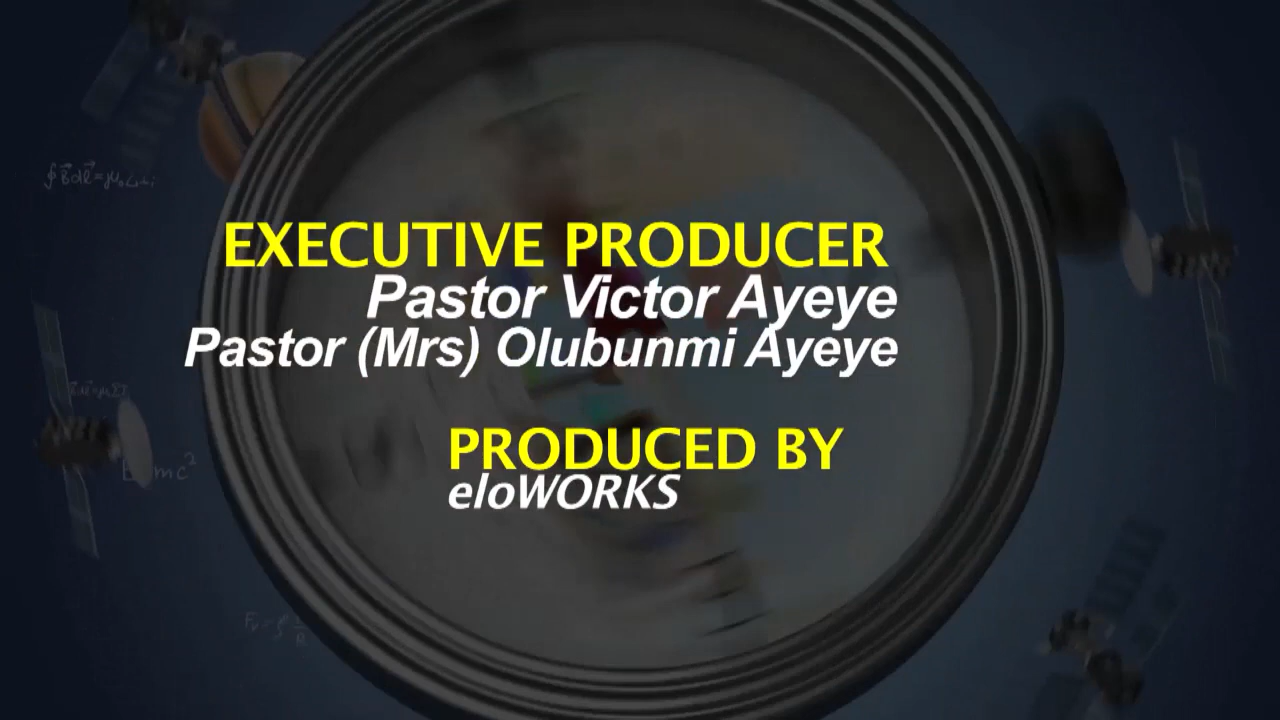 EXECUTIVE PRODUCER
Pastor Victor Ayeye
Pastor (Mrs) Olubunmi Ayeye
PRODUCED BY
eloWORKS